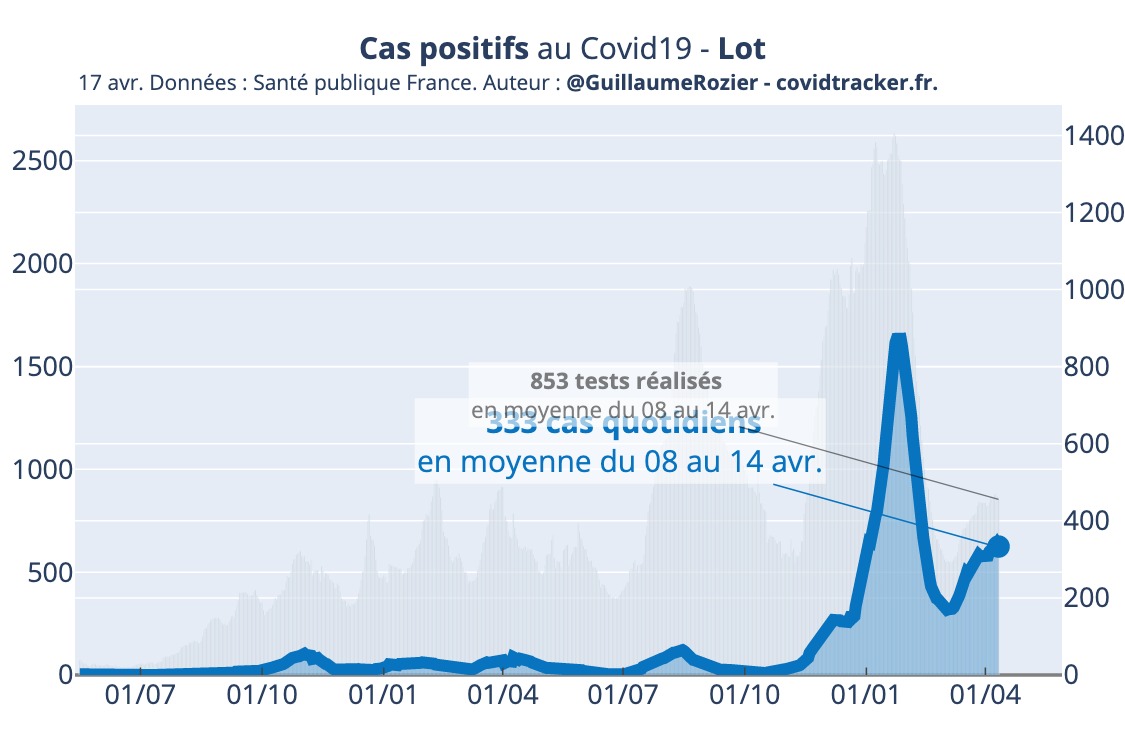 Cas positifs au Covid19 - Lot
17 avr. Données : Santé publique France. Auteur : @GuillaumeRozier - covidtracker.fr.
2500
2000
1500
1000
500
0
1400
1200
1000
800
600
400
200
0
853 tests réalisés
en moyenne du 08 au 14 avr.
333 cas quotidiens
en moyenne du 08 au 14 avr.
01/07 01/10 01/01 01/04 01/07 01/10 01/01 01/04